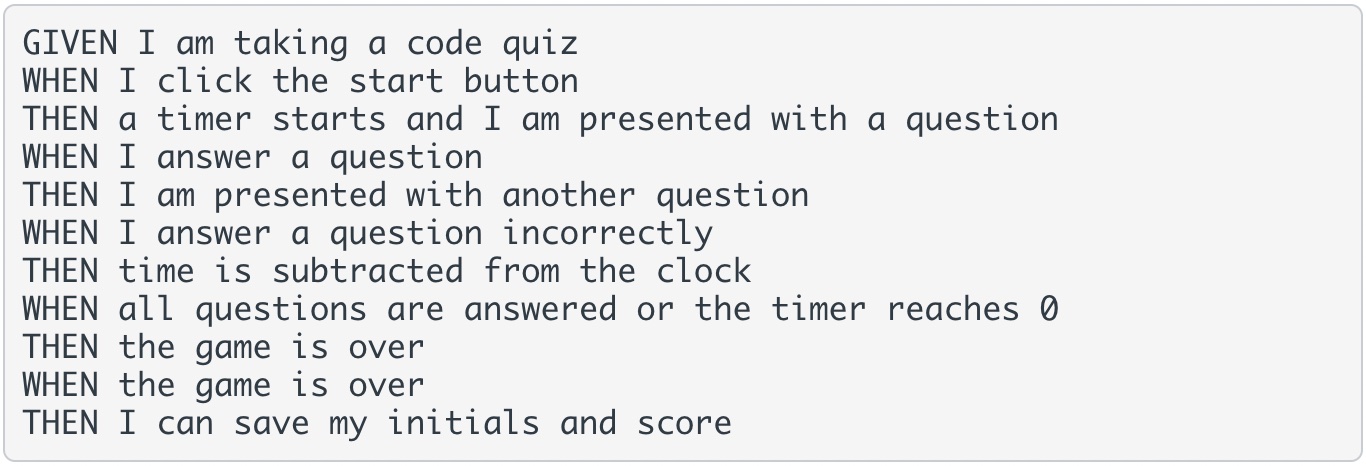 GIVEN I am taking a code quiz
WHEN I click the start button
THEN a timer starts and I am presented with a question
WHEN I answer a question
THEN I am presented with another question
WHEN I answer a question incorrectly
THEN time is subtracted from the clock
WHEN all questions are answered or the timer reaches 0
THEN the game is over
WHEN the game is over
THEN I can save my initials and score